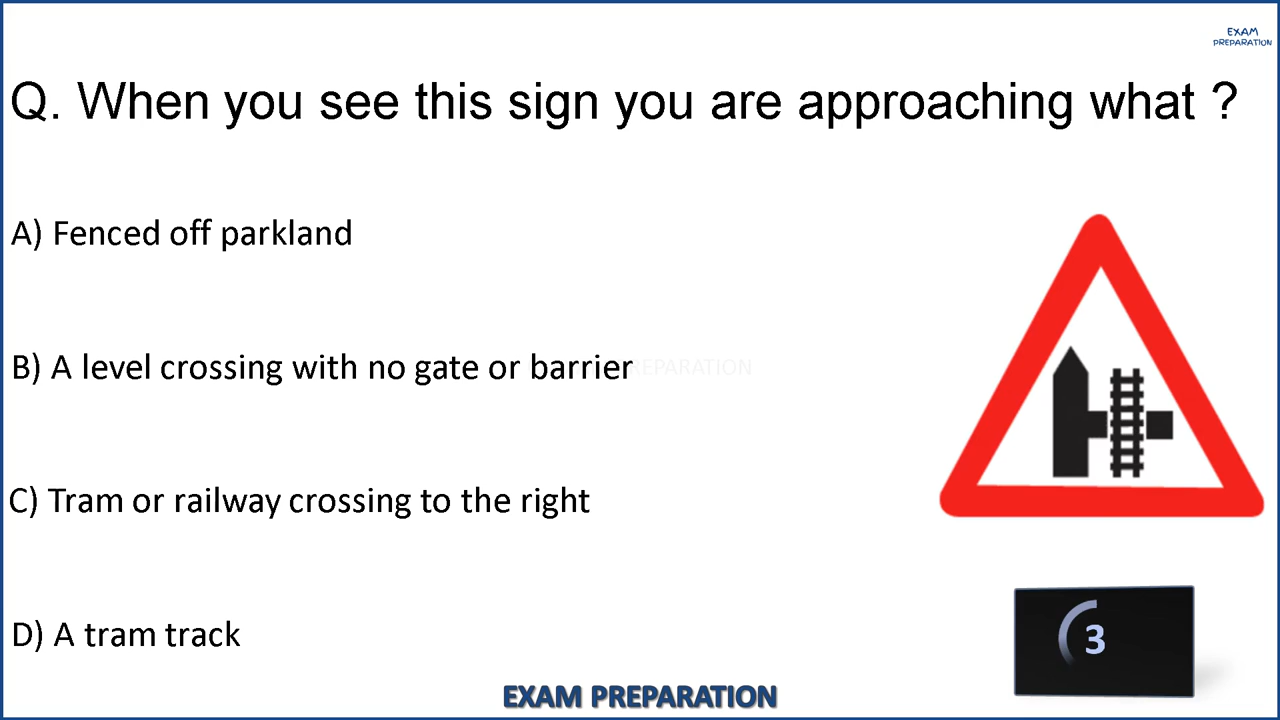 EXAM
PREPARATION
Q. When you see this sign you are approaching what ?
A) Fenced off parkland
B) A level crossing with no gate or barrier
PREPARATION
C) Tram or railway crossing to the right
D) A tram track
3
EXAM PREPARATION